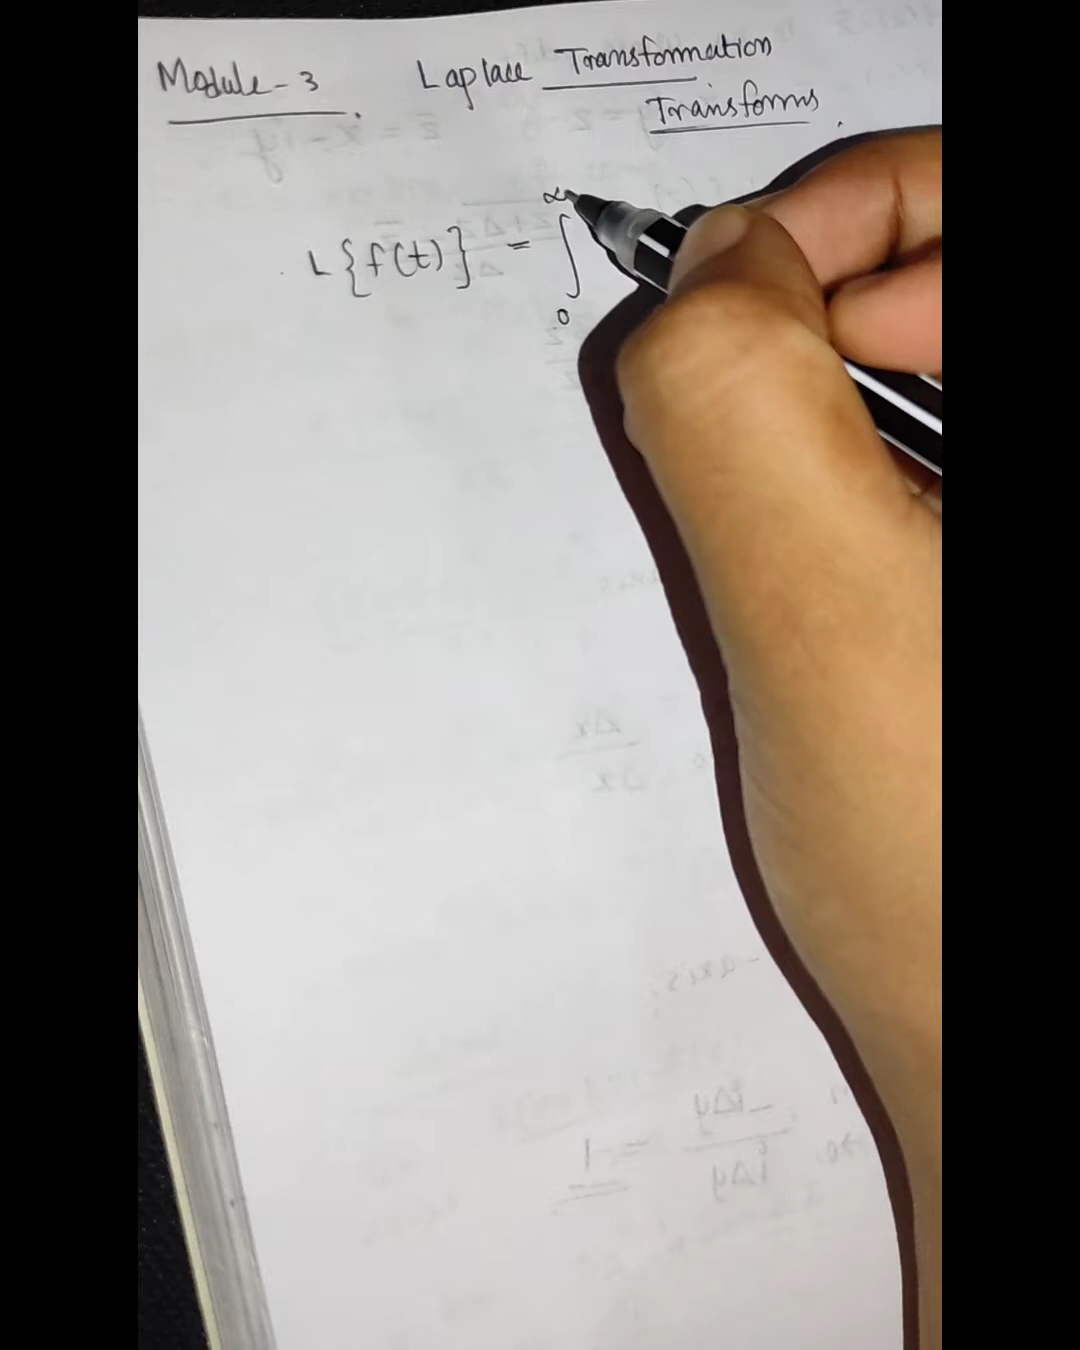 Module - 3. Laplace Transformation
Transforms.
L{f(t)} = ∫₀^∞